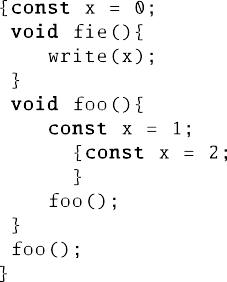 {const x = 0;
void fie(){
write(x);
}
void foo(){
const x = 1;
{const x = 2;
}
foo();
}
foo();
}